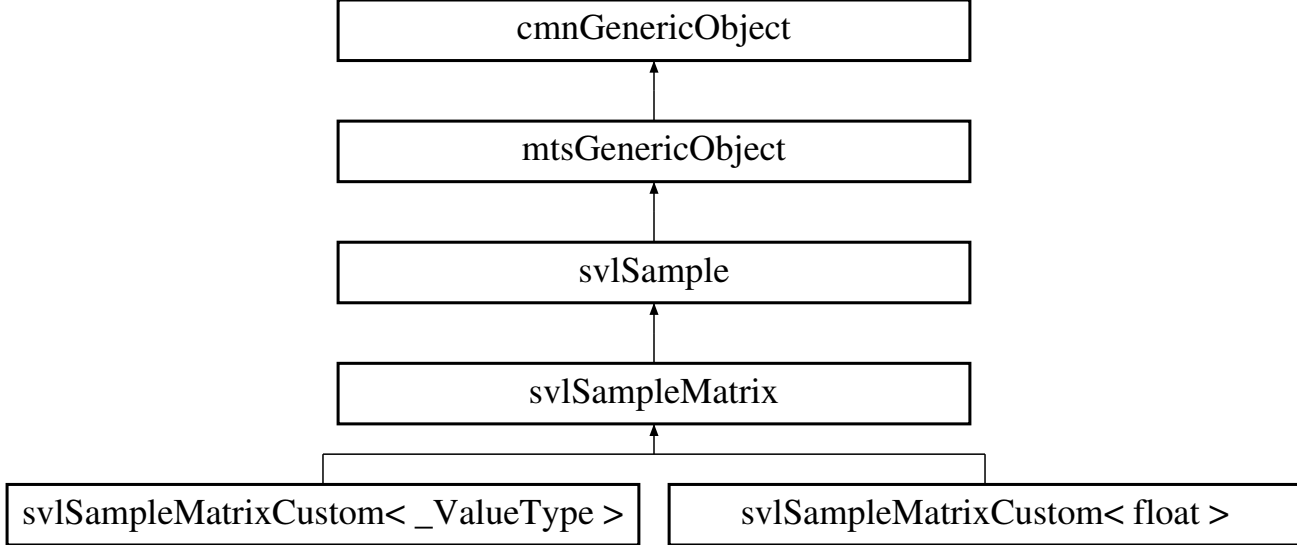 cmnGenericObject
mtsGenericObject
svlSample
svlSampleMatrix
svlSampleMatrixCustom< _ValueType >
svlSampleMatrixCustom< float >